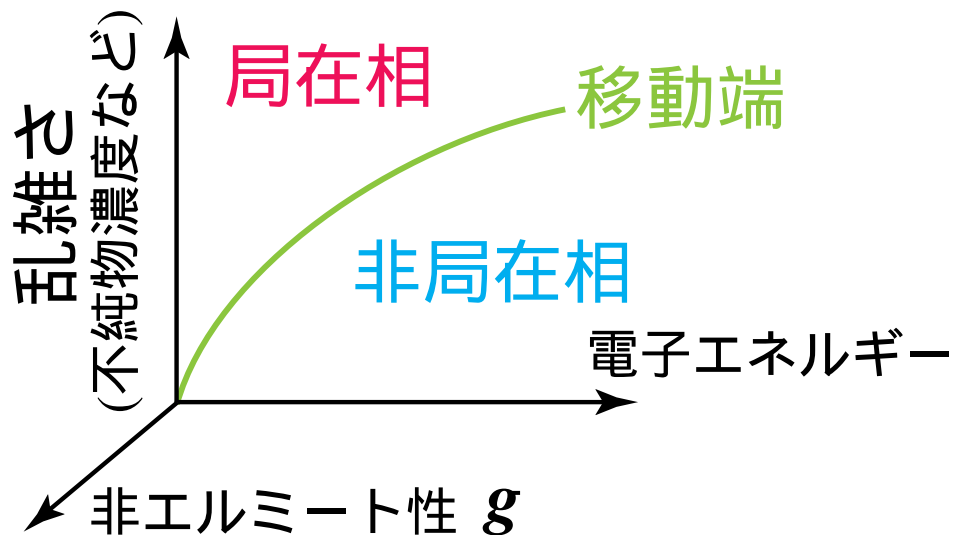 乱雑さ
(不純物濃度など)
局在相
移動端
非局在相
電子エネルギー
非エルミート性 g